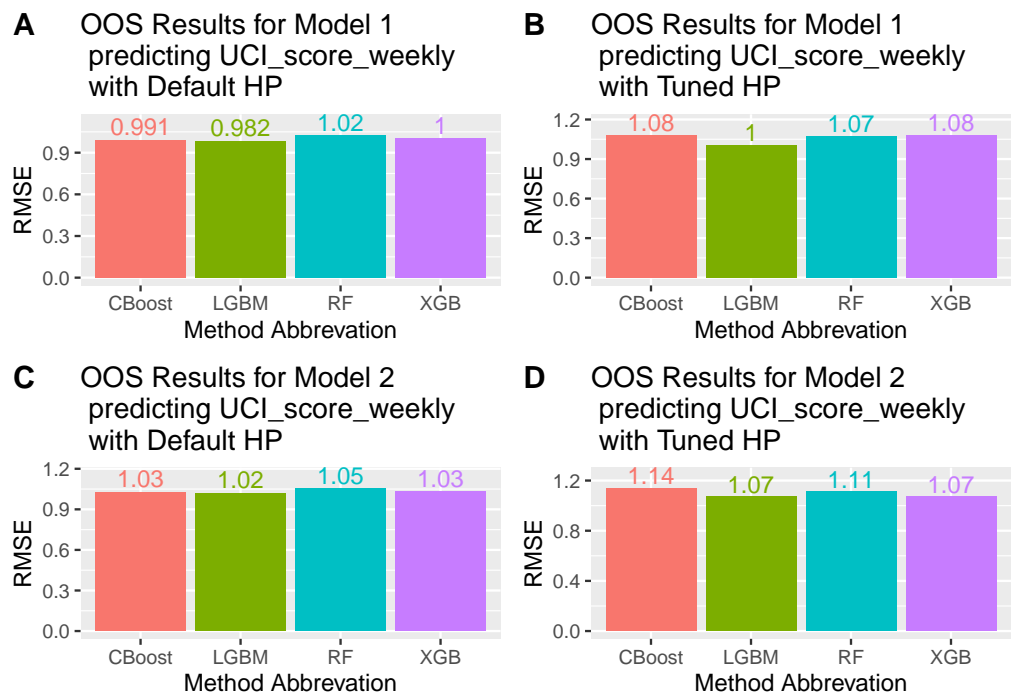 A
OOS Results for Model 1
predicting UCI_score_weekly
with Default HP
0.991 0.982 1.02 1
0.9
0.6
0.3
0.0
RMSE
CBoost LGBM RF XGB
Method Abbrevation
B
OOS Results for Model 1
predicting UCI_score_weekly
with Tuned HP
1.08 1 1.07 1.08
1.2
0.9
0.6
0.3
0.0
RMSE
CBoost LGBM RF XGB
Method Abbrevation
C
OOS Results for Model 2
predicting UCI_score_weekly
with Default HP
1.03 1.02 1.05 1.03
1.2
0.9
0.6
0.3
0.0
RMSE
CBoost LGBM RF XGB
Method Abbrevation
D
OOS Results for Model 2
predicting UCI_score_weekly
with Tuned HP
1.14 1.07 1.11 1.07
1.2
0.8
0.4
0.0
RMSE
CBoost LGBM RF XGB
Method Abbrevation